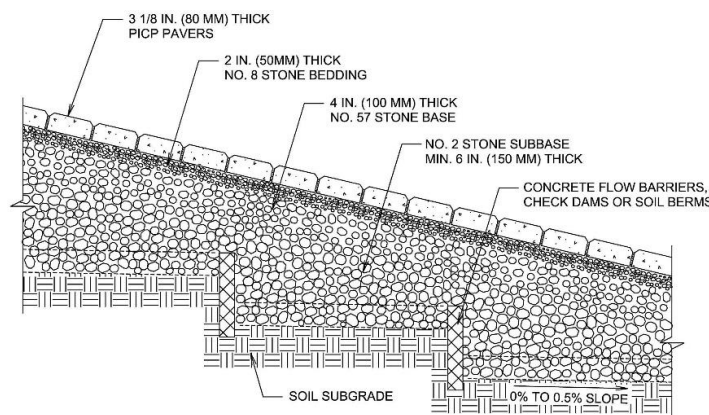 3 1/8 IN. (80 MM) THICK
PICP PAVERS
2 IN. (50MM) THICK
NO. 8 STONE BEDDING
4 IN. (100 MM) THICK
NO. 57 STONE BASE
NO. 2 STONE SUBBASE
MIN. 6 IN. (150 MM) THICK
CONCRETE FLOW BARRIERS,
CHECK DAMS OR SOIL BERMS
SOIL SUBGRADE
0% TO 0.5% SLOPE